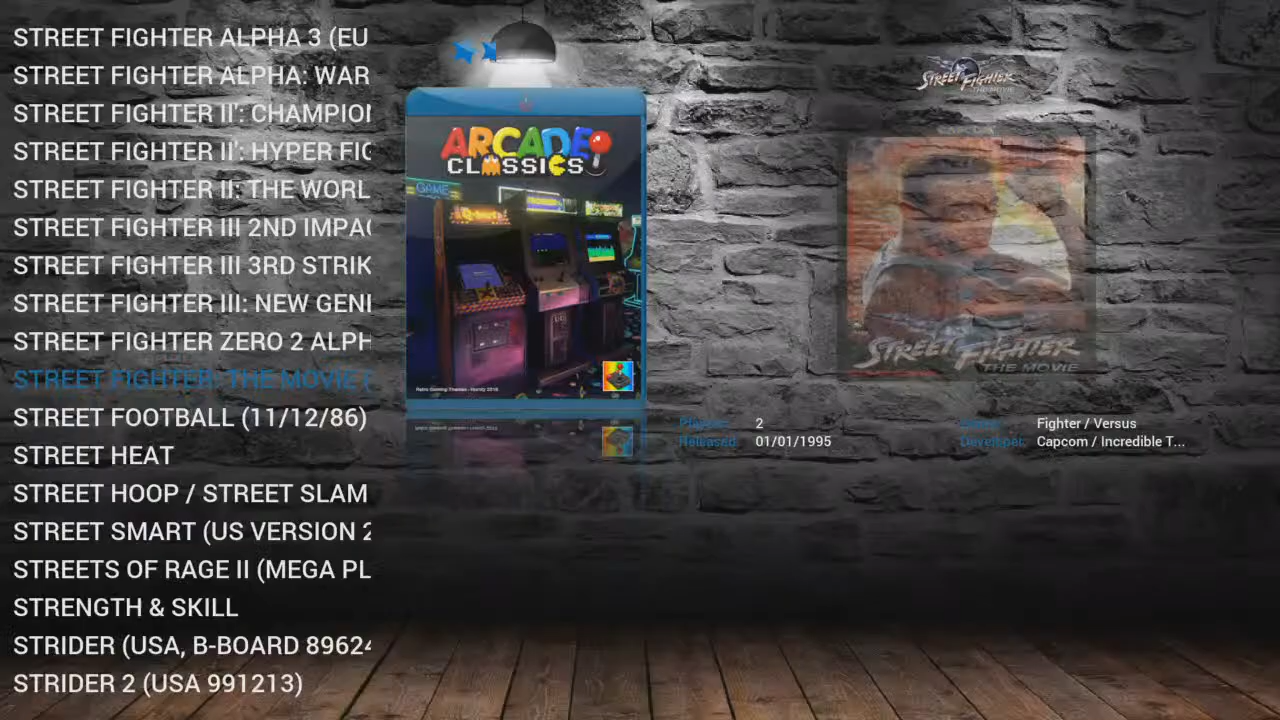 STREET FIGHTER ALPHA 3 (EU
STREET FIGHTER ALPHA: WAR
STREET FIGHTER II': CHAMPION
STREET FIGHTER II': HYPER FIG
STREET FIGHTER II: THE WORL
STREET FIGHTER III 2ND IMPAC
STREET FIGHTER III 3RD STRIK
STREET FIGHTER III: NEW GENE
STREET FIGHTER ZERO 2 ALPH
STREET FIGHTER: THE MOVIE (
STREET FOOTBALL (11/12/86)
STREET HEAT
STREET HOOP / STREET SLAM
STREET SMART (US VERSION 2
STREETS OF RAGE II (MEGA PL
STRENGTH & SKILL
STRIDER (USA, B-BOARD 89624
STRIDER 2 (USA 991213)
ARCADE
CLASSICS
GAME
STREET FIGHTER
THE MOVIE
STREET FIGHTER
THE MOVIE
Players: 2
Released: 01/01/1995
Fighter / Versus
Developer: Capcom / Incredible T...